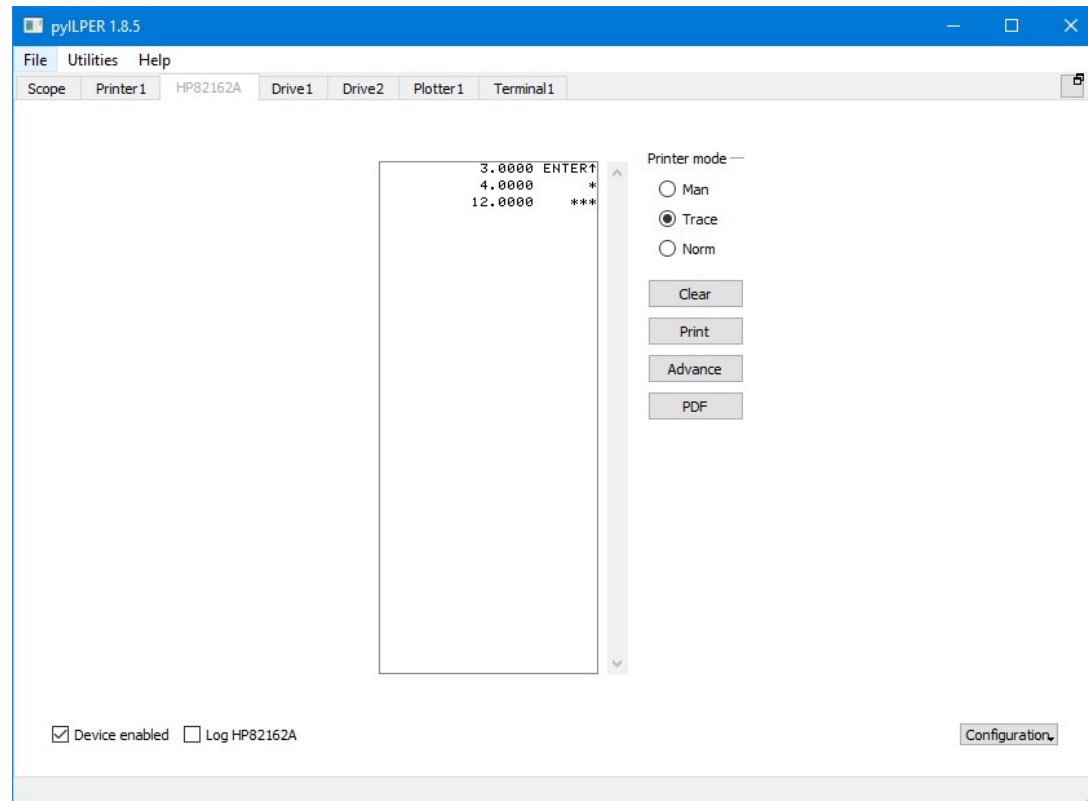 pyILPER 1.8.5
File Utilities Help
Scope Printer1 HP82162A Drive1 Drive2 Plotter1 Terminal1
3.0000 ENTER↑
4.0000 *
12.0000 ***
Printer mode
Man
Trace
Norm
Clear
Print
Advance
PDF
Device enabled Log HP82162A
Configuration